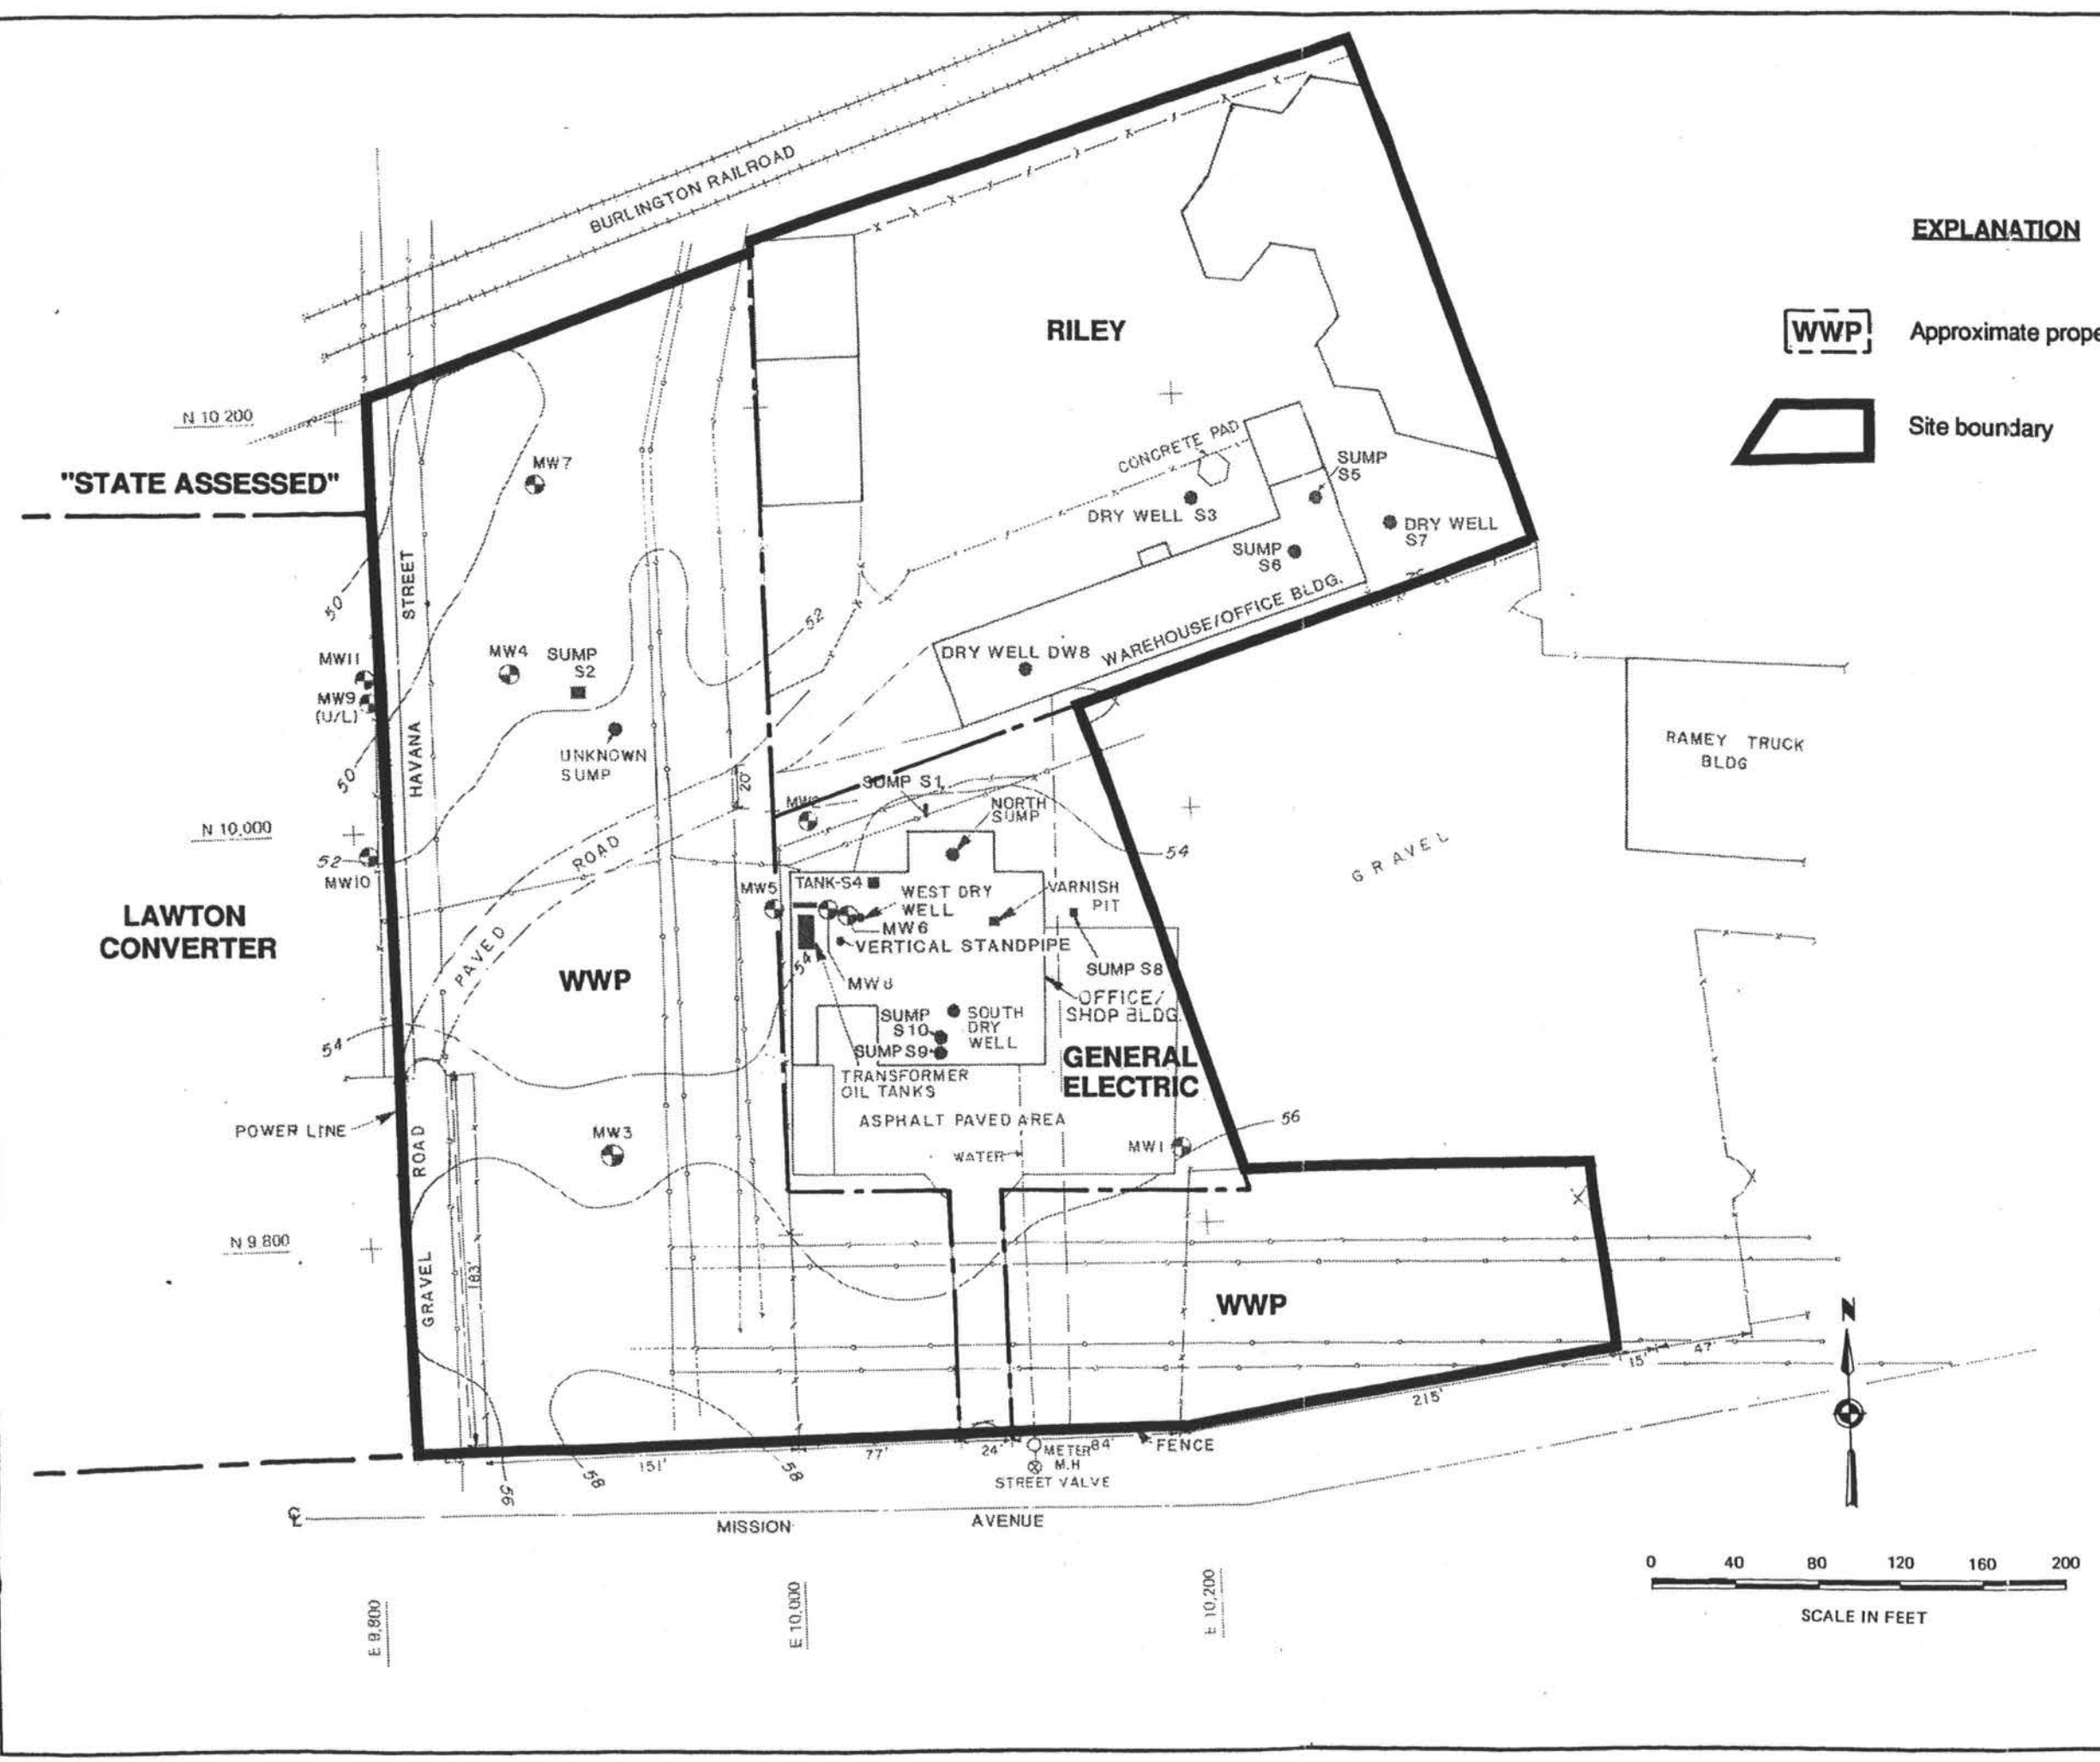 BURLINGTON RAILROAD
EXPLANATION
RILEY
WWP
Approximate prope
Site boundary
N 10 200
"STATE ASSESSED"
MW7
CONCRETE PAD
SUMP
S5
DRY WELL S3
DRY WELL
S7
SUMP
S6
50
STREET
HAVANA
52
WAREHOUSE/OFFICE BLDG.
DRY WELL DW8
MW11
MW9
(U/L)
MW4
SUMP
S2
UNKNOWN
SUMP
50
RAMEY TRUCK
BLDG
20'
SUMP S1
MW2
NORTH
SUMP
N 10,000
52
MW10
ROAD
PAVED
54
GRAVEL
MW5
TANK-S4
WEST DRY
WELL
VARNISH
PIT
MW6
VERTICAL STANDPIPE
LAWTON
CONVERTER
WWP
54
MW8
SUMP S8
OFFICE/
SHOP BLDG.
SUMP
S10
SOUTH
DRY
WELL
SUMP S9
54
GENERAL
ELECTRIC
TRANSFORMER
OIL TANKS
ASPHALT PAVED AREA
POWER LINE
MW3
MW1
56
WATER
ROAD
GRAVEL
N 9 800
183'
WWP
N
15'
47'
215'
151'
77'
24'
84'
METER
M.H
FENCE
STREET VALVE
56
58
58
℄
MISSION AVENUE
E 9,800
E 10,000
E 10,200
0 40 80 120 160 200
SCALE IN FEET